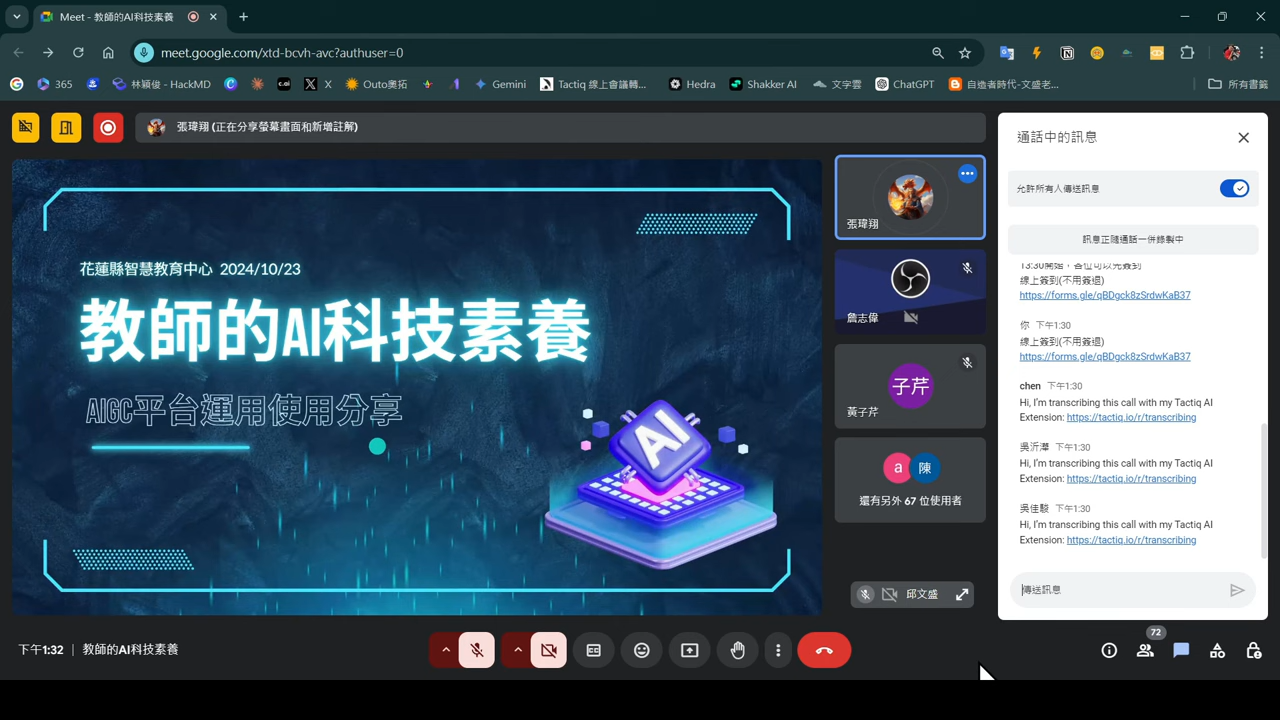 Meet - 教師的AI科技素養
meet.google.com/xtd-bcvh-avc?authuser=0
365
林穎俊 - HackMD
X
Outo奧拓
Gemini
Tactiq 線上會議轉...
Hedra
Shakker AI
文字雲
ChatGPT
自造者時代-文盛老...
所有書籤
張瑋翔 (正在分享螢幕畫面和新增註解)
花蓮縣智慧教育中心 2024/10/23
教師的AI科技素養
AIGC平台運用使用分享
AI
張瑋翔
詹志偉
子芹
黃子芹
a
陳
還有另外 67 位使用者
邱文盛
通話中的訊息
允許所有人傳送訊息
訊息正隨通話一併錄製中
13:30開始，各位可以先簽到
線上簽到(不用簽退)
https://forms.gle/qBDgck8zSrdwKaB37
你 下午1:30
線上簽到(不用簽退)
https://forms.gle/qBDgck8zSrdwKaB37
chen 下午1:30
Hi, I'm transcribing this call with my Tactiq AI
Extension: https://tactiq.io/r/transcribing
吳沂澤 下午1:30
Hi, I'm transcribing this call with my Tactiq AI
Extension: https://tactiq.io/r/transcribing
吳佳駿 下午1:30
Hi, I'm transcribing this call with my Tactiq AI
Extension: https://tactiq.io/r/transcribing
傳送訊息
下午1:32 | 教師的AI科技素養
72